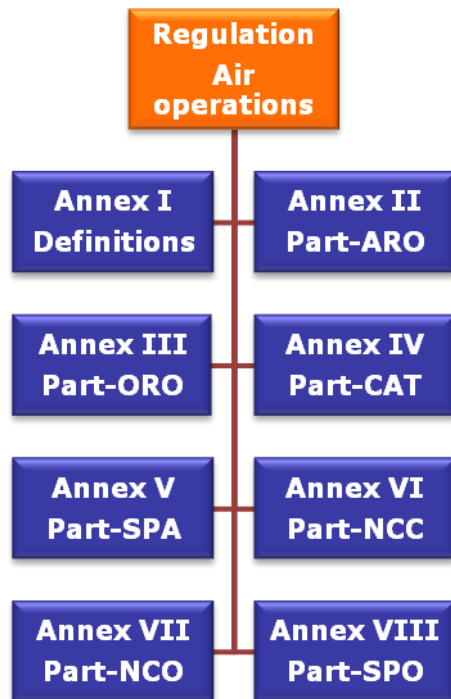 Regulation
Air
operations
Annex I
Definitions
Annex II
Part-ARO
Annex III
Part-ORO
Annex IV
Part-CAT
Annex V
Part-SPA
Annex VI
Part-NCC
Annex VII
Part-NCO
Annex VIII
Part-SPO